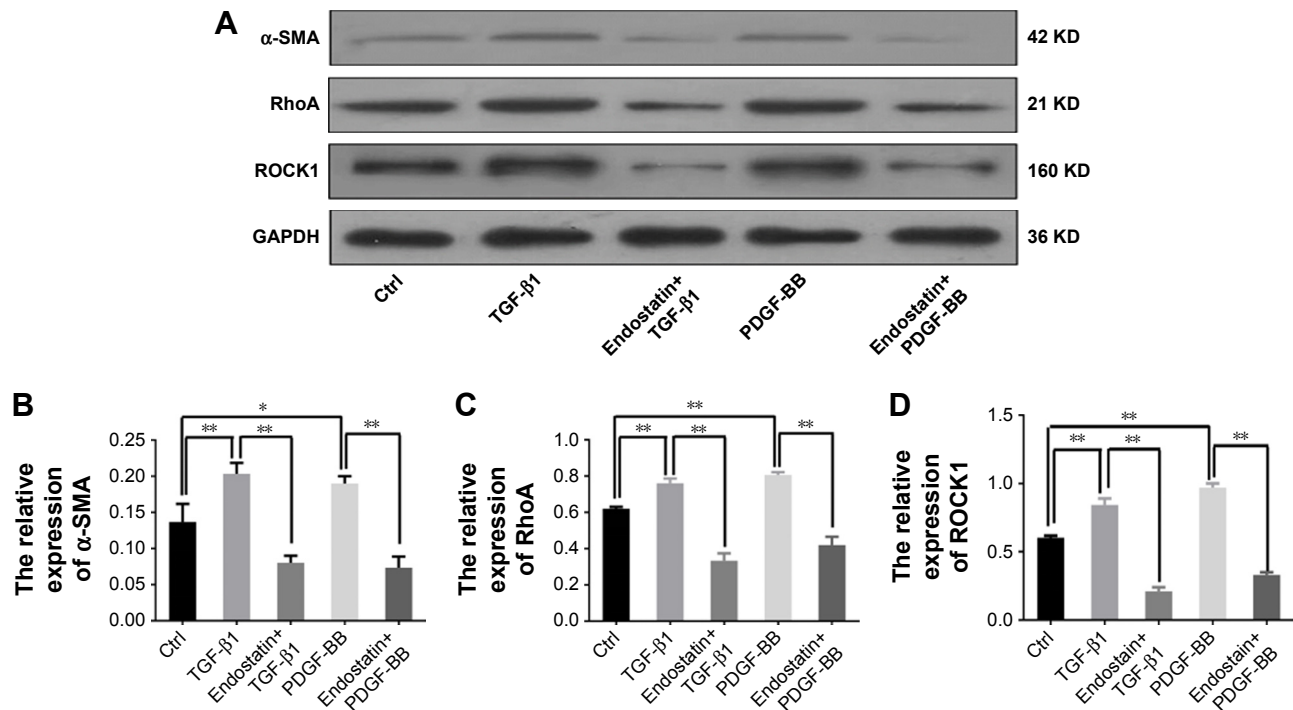 A
α-SMA
42 KD
RhoA
21 KD
ROCK1
160 KD
GAPDH
36 KD
Ctrl
TGF-β1
Endostatin+
TGF-β1
PDGF-BB
Endostatin+
PDGF-BB
B
The relative
expression
of α-SMA
0.25
0.20
0.15
0.10
0.05
0.00
*
**
**
**
Ctrl
TGF-β1
Endostatin+
TGF-β1
PDGF-BB
Endostatin+
PDGF-BB
C
The relative
expression
of RhoA
1.0
0.8
0.6
0.4
0.2
0.0
**
**
**
**
Ctrl
TGF-β1
Endostatin+
TGF-β1
PDGF-BB
Endostatin+
PDGF-BB
D
The relative
expression
of ROCK1
1.5
1.0
0.5
0.0
**
**
**
**
Ctrl
TGF-β1
Endostain+
TGF-β1
PDGF-BB
Endostain+
PDGF-BB